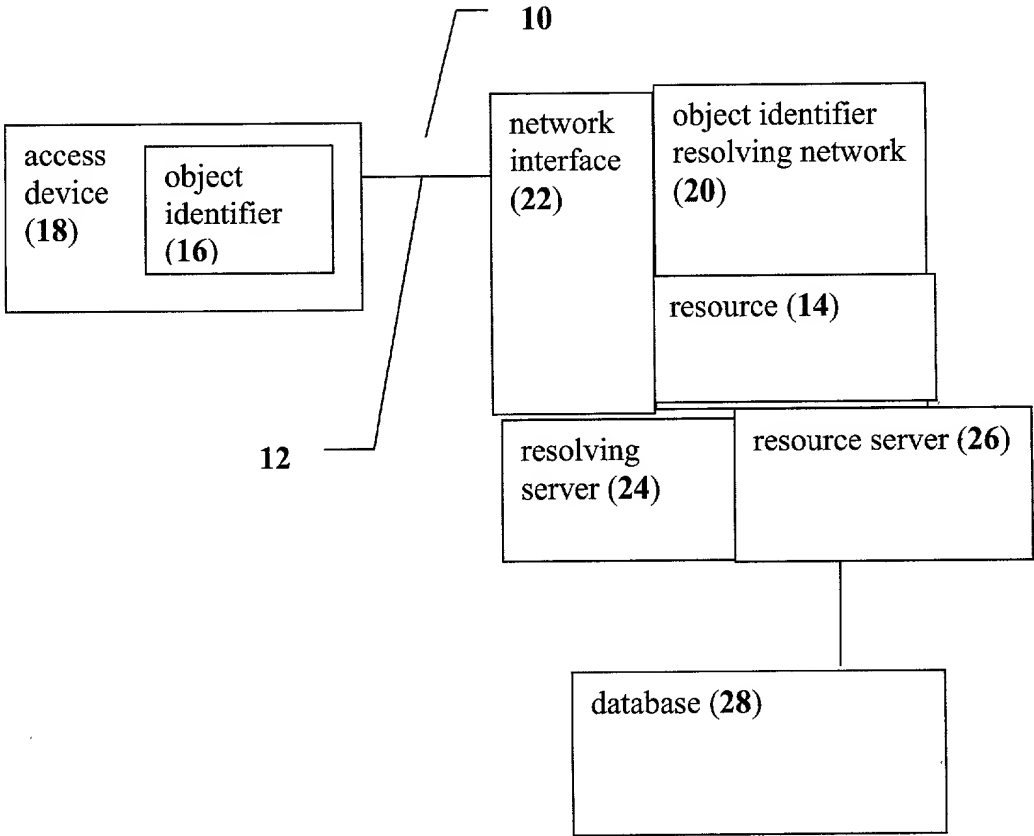 10
access
device
(18)
object
identifier
(16)
network
interface
(22)
object identifier
resolving network
(20)
resource (14)
12
resolving
server (24)
resource server (26)
database (28)